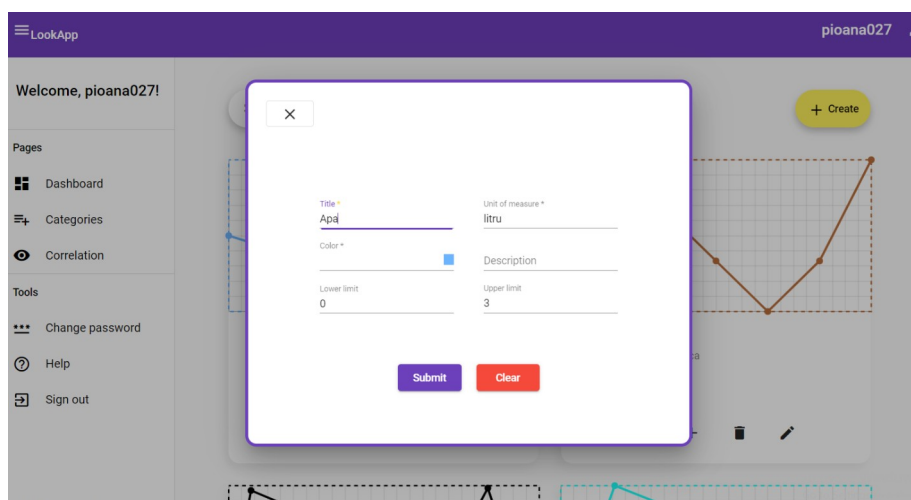 LookApp
pioana027
Welcome, pioana027!
Pages
Dashboard
Categories
Correlation
Tools
Change password
Help
Sign out
+ Create
Title *
Apa
Unit of measure *
litru
Color *
Description
Lower limit
0
Upper limit
3
Submit
Clear